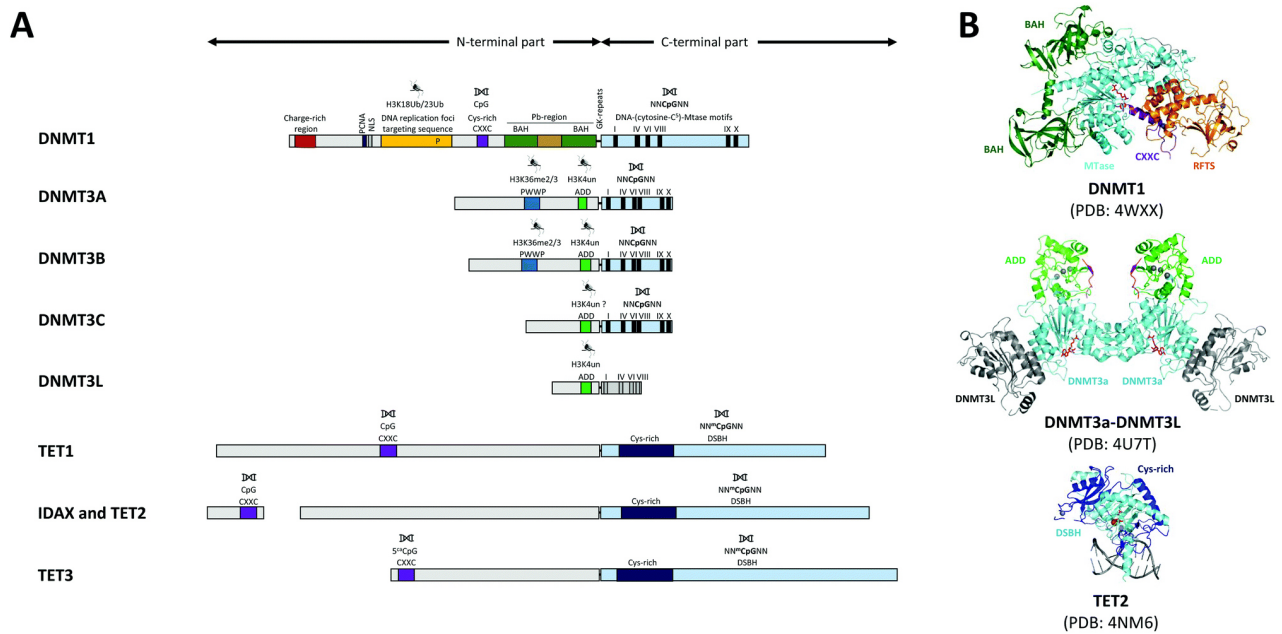 A
N-terminal part
C-terminal part
DNMT1
Charge-rich
region
PCNA
NLS
H3K18Ub/23Ub
DNA replication foci
targeting sequence
P
CpG
Cys-rich
CXXC
Pb-region
BAH
BAH
GK-repeats
NNCpGNN
DNA-(cytosine-C⁵)-Mtase motifs
I IV VI VIII IX X
DNMT3A
H3K36me2/3
PWWP
H3K4un
ADD
NNCpGNN
I IV VI VIII IX X
DNMT3B
H3K36me2/3
PWWP
H3K4un
ADD
NNCpGNN
I IV VI VIII IX X
DNMT3C
H3K4un ?
ADD
NNCpGNN
I IV VI VIII IX X
DNMT3L
H3K4un
ADD
I IV VI VIII
TET1
CpG
CXXC
Cys-rich
NNᵐCpGNN
DSBH
IDAX and TET2
CpG
CXXC
Cys-rich
NNᵐCpGNN
DSBH
TET3
5ᶜᵃCpG
CXXC
Cys-rich
NNᵐCpGNN
DSBH
B
BAH
BAH
MTase
CXXC
RFTS
DNMT1
(PDB: 4WXX)
ADD
ADD
DNMT3L
DNMT3a
DNMT3a
DNMT3L
DNMT3a-DNMT3L
(PDB: 4U7T)
Cys-rich
DSBH
TET2
(PDB: 4NM6)